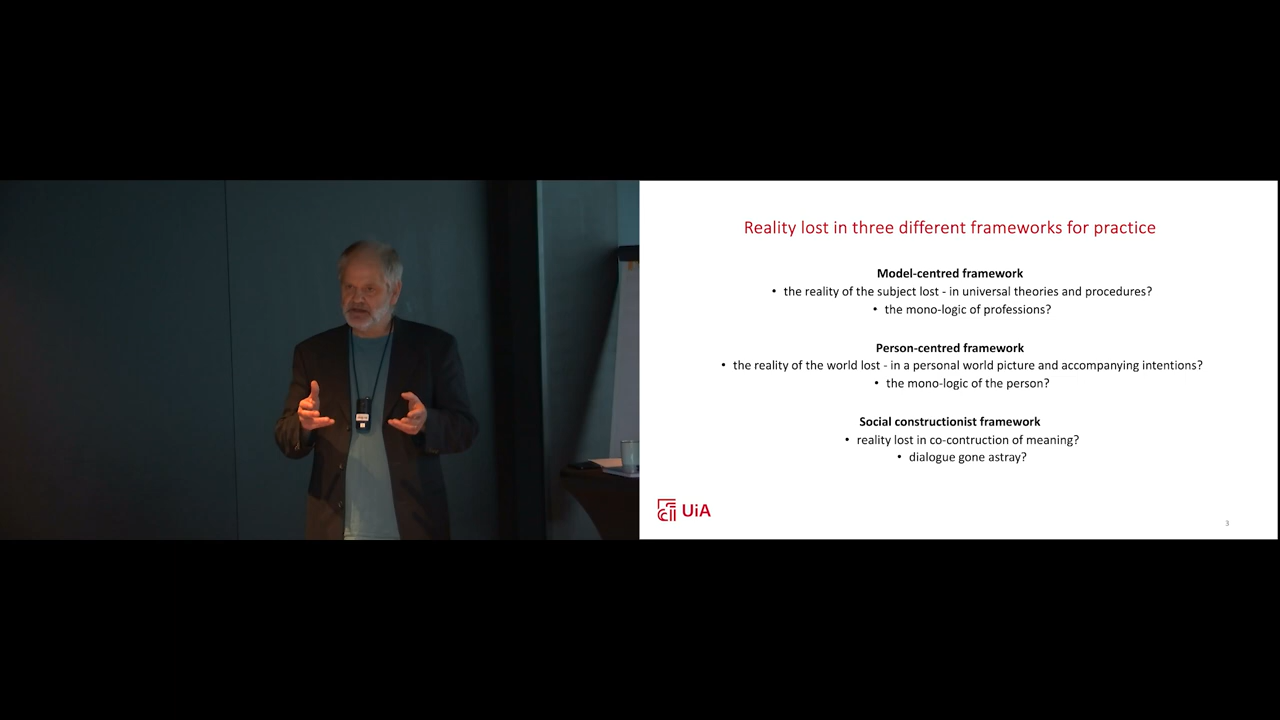 Reality lost in three different frameworks for practice
Model-centred framework
• the reality of the subject lost - in universal theories and procedures?
• the mono-logic of professions?
Person-centred framework
• the reality of the world lost - in a personal world picture and accompanying intentions?
• the mono-logic of the person?
Social constructionist framework
• reality lost in co-contruction of meaning?
• dialogue gone astray?
UiA
3